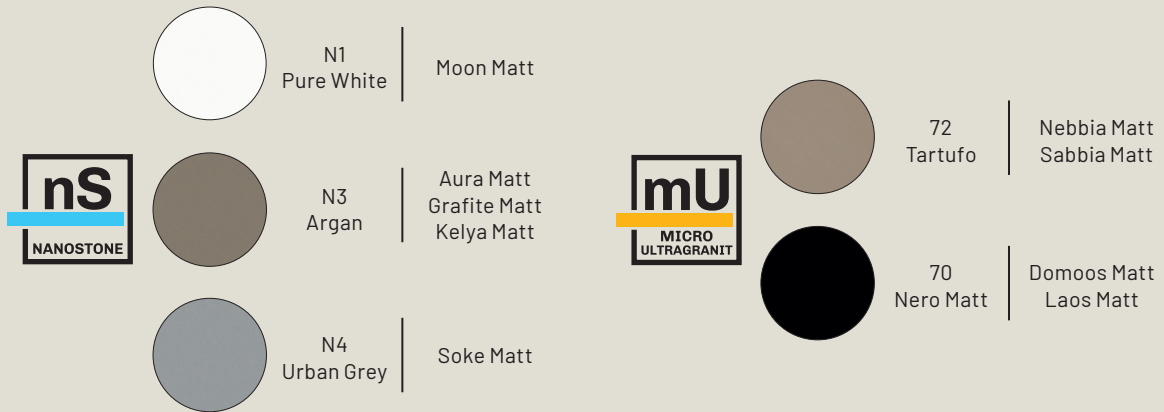 nS
NANOSTONE
N1
Pure White
Moon Matt
N3
Argan
Aura Matt
Grafite Matt
Kelya Matt
N4
Urban Grey
Soke Matt
mU
MICRO
ULTRAGRANIT
72
Tartufo
Nebbia Matt
Sabbia Matt
70
Nero Matt
Domoos Matt
Laos Matt